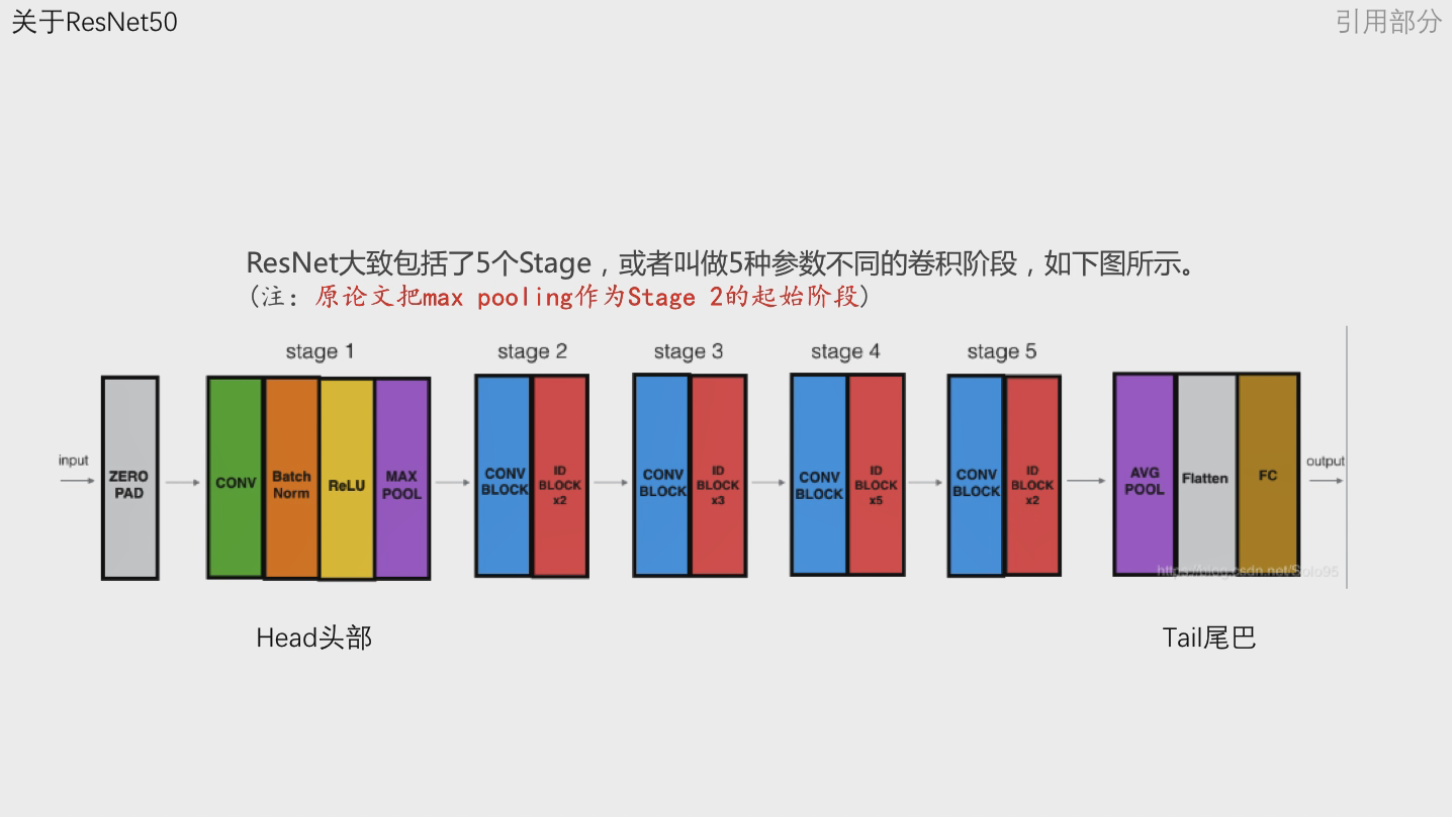 关于ResNet50
引用部分
ResNet大致包括了5个Stage，或者叫做5种参数不同的卷积阶段，如下图所示。
(注：原论文把max pooling作为Stage 2的起始阶段)
stage 1
stage 2
stage 3
stage 4
stage 5
input
ZERO
PAD
CONV
Batch
Norm
ReLU
MAX
POOL
CONV
BLOCK
ID
BLOCK
x2
CONV
BLOCK
ID
BLOCK
x3
CONV
BLOCK
ID
BLOCK
x5
CONV
BLOCK
ID
BLOCK
x2
AVG
POOL
Flatten
FC
output
https://blog.csdn.net/Solo95
Head头部
Tail尾巴